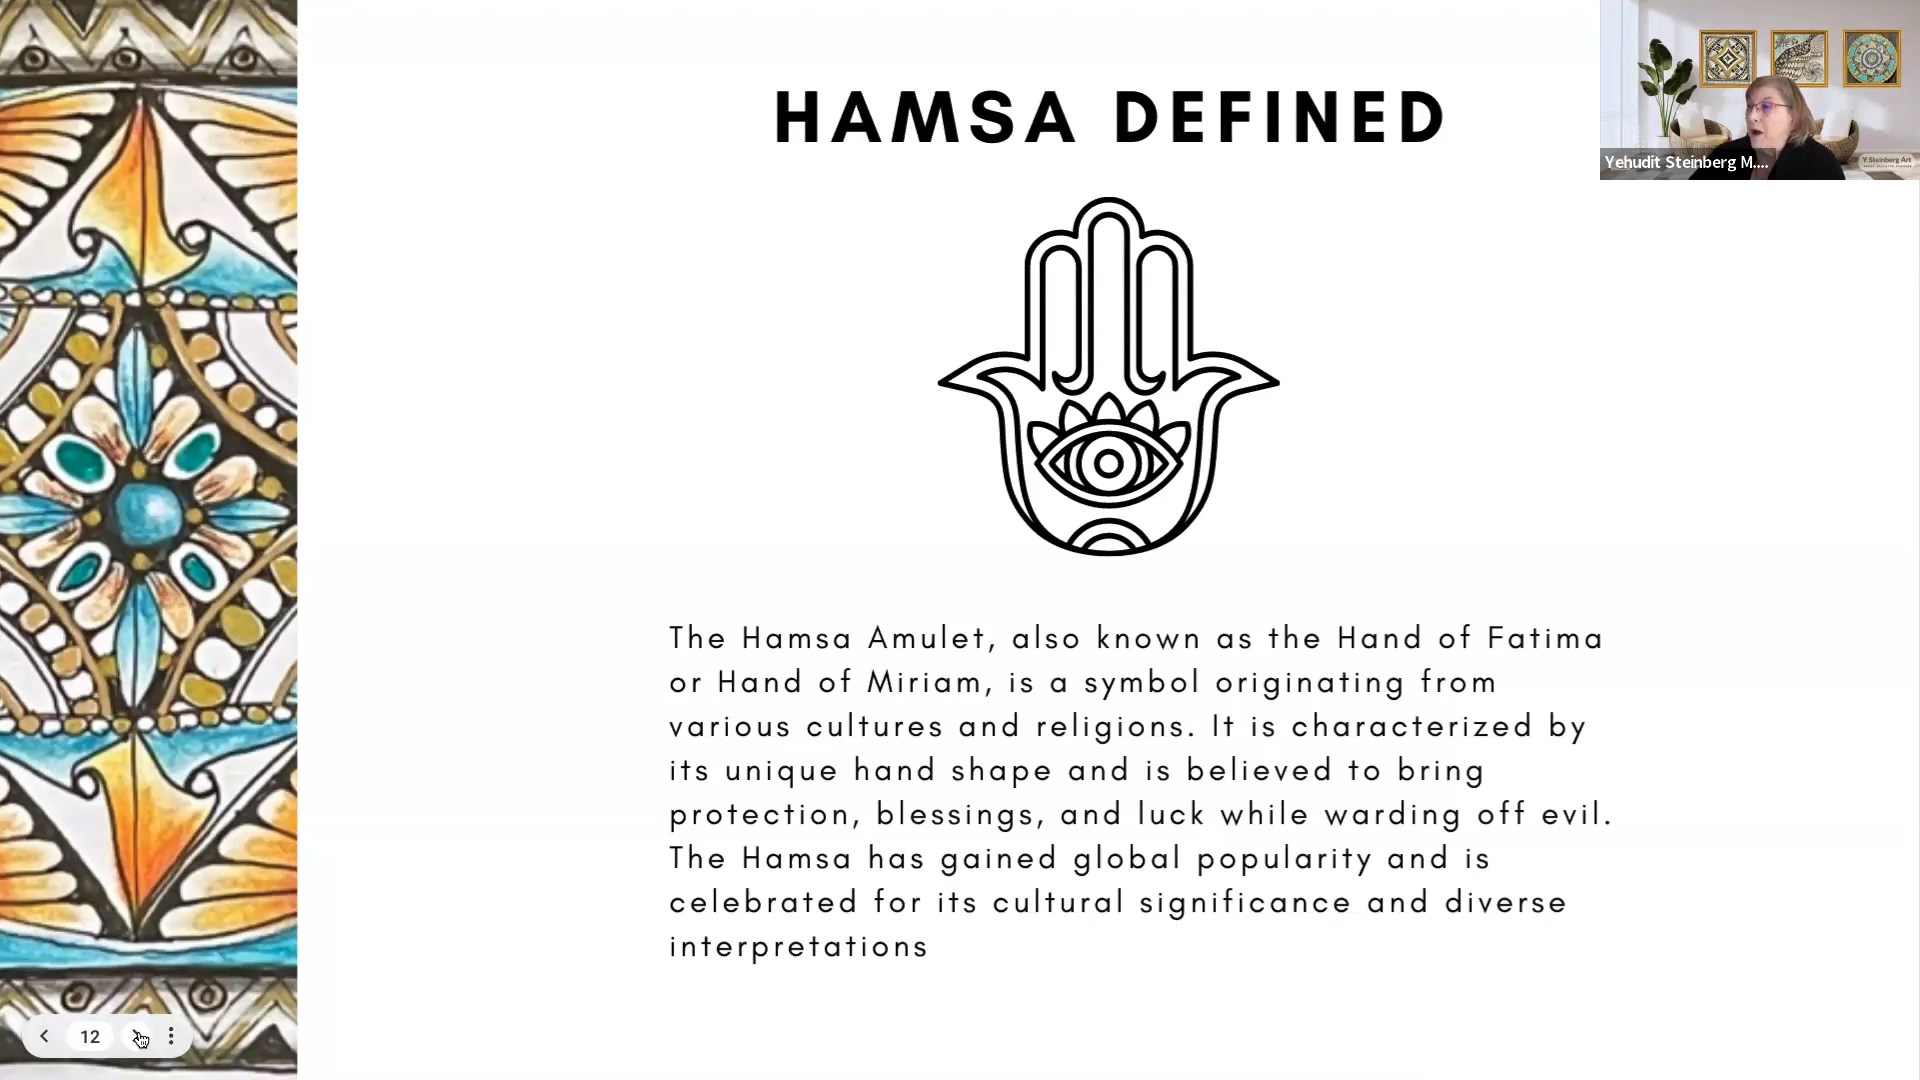 HAMSA DEFINED
Yehudit Steinberg M....
Y Steinberg Art
The Hamsa Amulet, also known as the Hand of Fatima
or Hand of Miriam, is a symbol originating from
various cultures and religions. It is characterized by
its unique hand shape and is believed to bring
protection, blessings, and luck while warding off evil.
The Hamsa has gained global popularity and is
celebrated for its cultural significance and diverse
interpretations
12